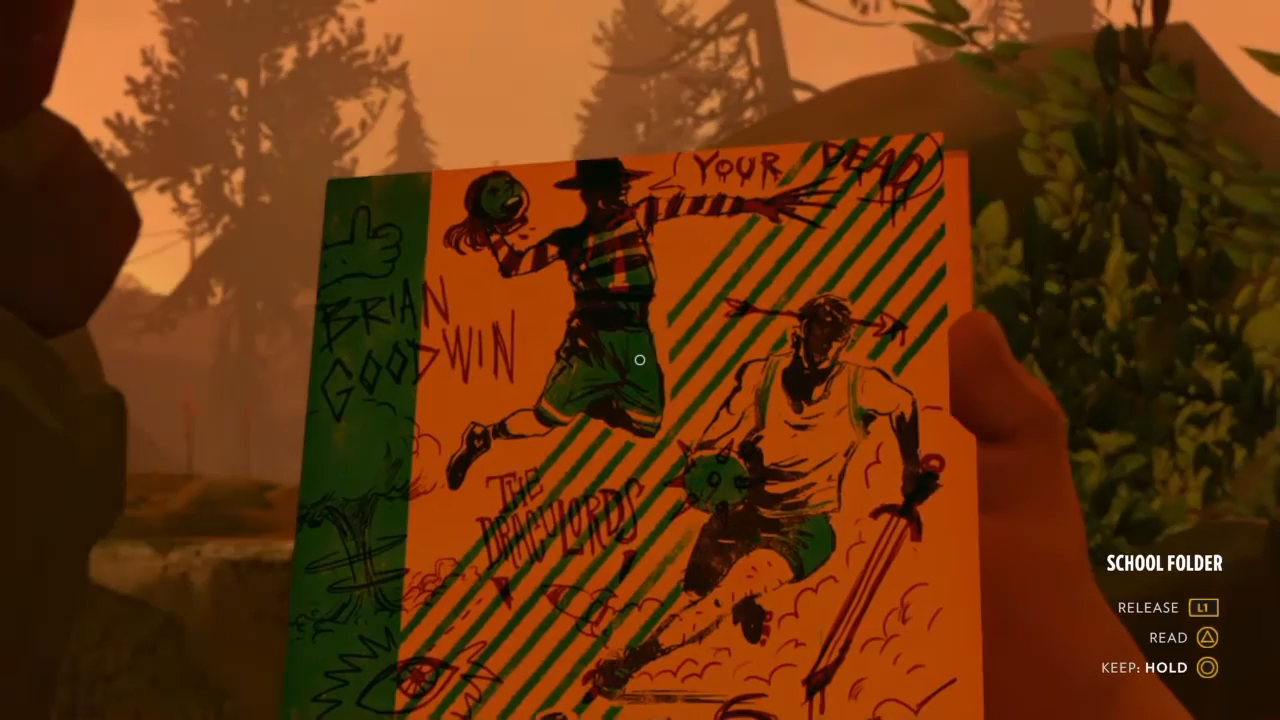 YOUR DEAD
BRIAN
GOODWIN
THE
DRACULORDS
SCHOOL FOLDER
RELEASE L1
READ
KEEP: HOLD